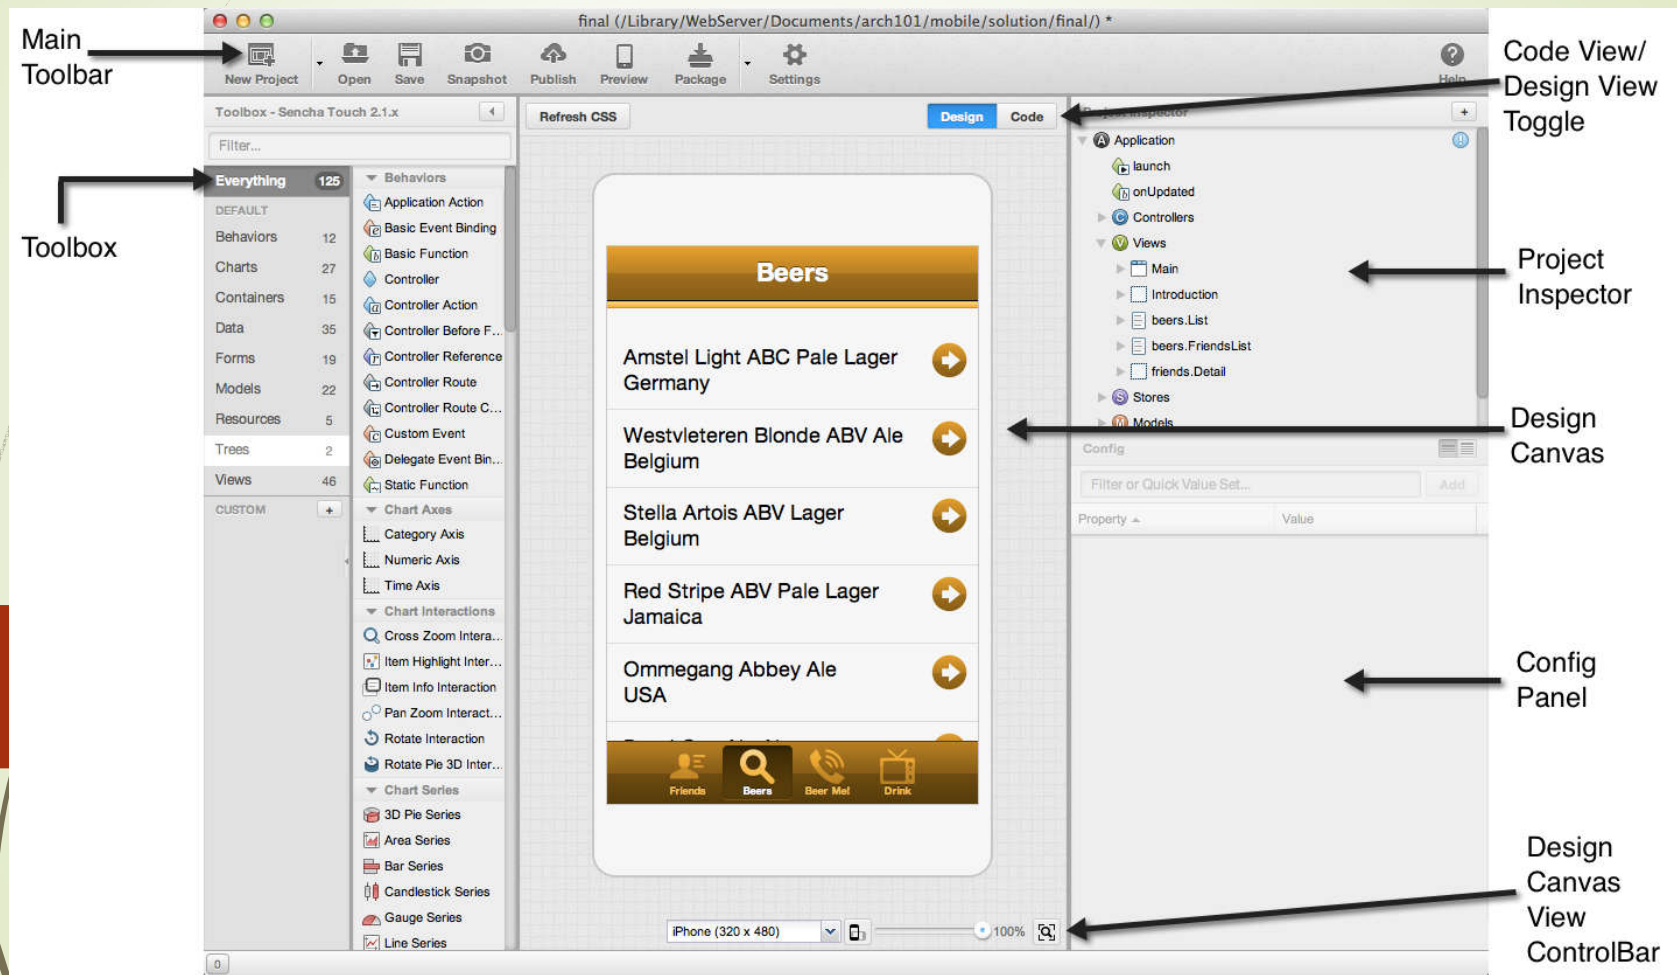 final (/Library/WebServer/Documents/arch101/mobile/solution/final/) *
Main
Toolbar
New Project
Open
Save
Snapshot
Publish
Preview
Package
Settings
Help
Code View/
Design View
Toggle
Toolbox - Sencha Touch 2.1.x
Filter...
Everything 125
DEFAULT
Behaviors 12
Charts 27
Containers 15
Data 35
Forms 19
Models 22
Resources 5
Trees 2
Views 46
CUSTOM +
Toolbox
Behaviors
Application Action
Basic Event Binding
Basic Function
Controller
Controller Action
Controller Before F...
Controller Reference
Controller Route
Controller Route C...
Custom Event
Delegate Event Bin...
Static Function
Chart Axes
Category Axis
Numeric Axis
Time Axis
Chart Interactions
Cross Zoom Intera...
Item Highlight Inter...
Item Info Interaction
Pan Zoom Interact...
Rotate Interaction
Rotate Pie 3D Inter...
Chart Series
3D Pie Series
Area Series
Bar Series
Candlestick Series
Gauge Series
Line Series
0
Refresh CSS
Design Code
Beers
Amstel Light ABC Pale Lager
Germany
Westvleteren Blonde ABV Ale
Belgium
Stella Artois ABV Lager
Belgium
Red Stripe ABV Pale Lager
Jamaica
Ommegang Abbey Ale
USA
Friends
Beers
Beer Me!
Drink
iPhone (320 x 480)
100%
Project Inspector +
Application
launch
onUpdated
Controllers
Views
Main
Introduction
beers.List
beers.FriendsList
friends.Detail
Stores
Models
Config
Filter or Quick Value Set...
Add
Property Value
Project
Inspector
Design
Canvas
Config
Panel
Design
Canvas
View
ControlBar